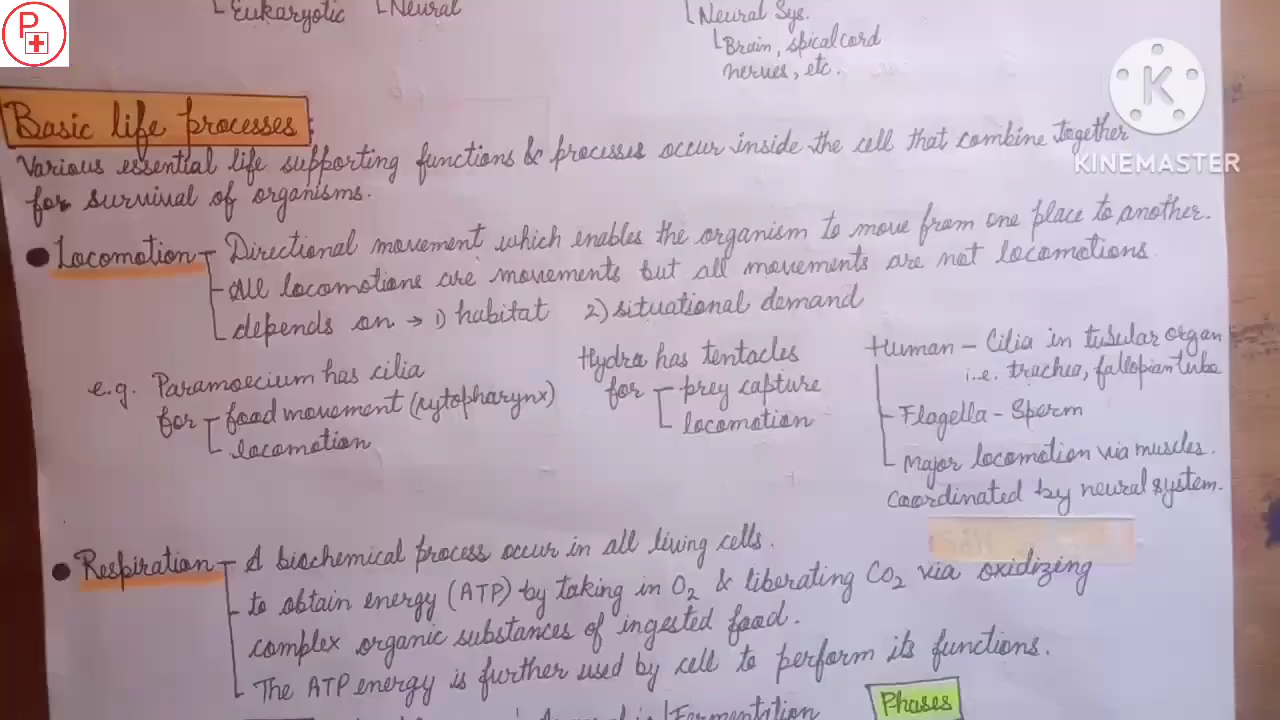 P
└ Eukaryotic └ Neural
└ Neural Sys.
└ Brain, spical cord
nerves, etc.
K
KINEMASTER
Basic life processes:
Various essential life supporting functions & processes occur inside the cell that combine together
for survival of organisms.
● Locomotion - Directional movement which enables the organism to move from one place to another.
- All locomotions are movements but all movements are not locomotions.
depends on → 1) habitat 2) situational demand
e.g. Paramoecium has cilia
for - food movement (cytopharynx)
locomotion
Hydra has tentacles
for - prey capture
locomotion
Human - Cilia in tubular organ
i.e. trachea, fallopian tube
- Flagella - Sperm
- Major locomotion via muscles.
coordinated by neural system.
● Respiration - A biochemical process occur in all living cells.
- to obtain energy (ATP) by taking in O2 & liberating CO2 via oxidizing
complex organic substances of ingested food.
- The ATP energy is further used by cell to perform its functions.
Phases
Fermentition